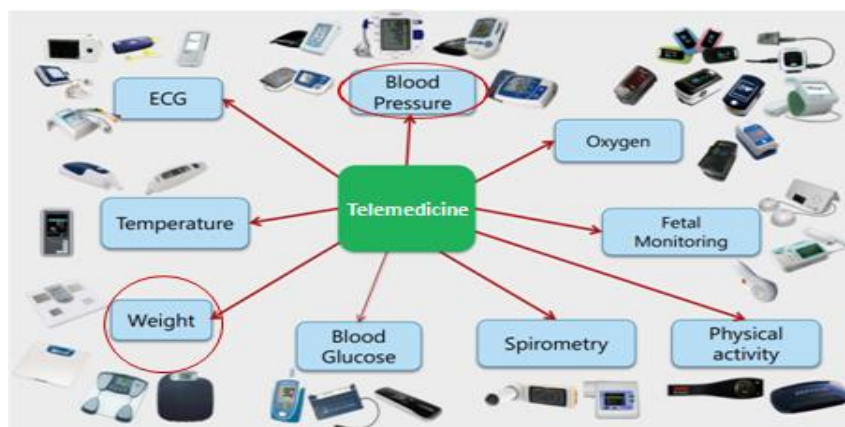 ECG
Blood
Pressure
Oxygen
Telemedicine
Temperature
Fetal
Monitoring
Weight
Blood
Glucose
Spirometry
Physical
activity